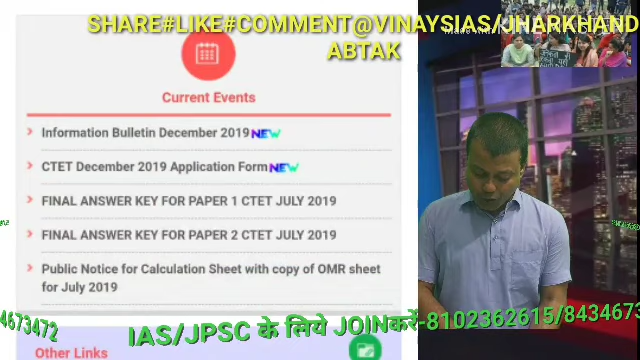 SHARE#LIKE#COMMENT@VINAYSIAS/JHARKHAND
ABTAK
Current Events
Information Bulletin December 2019 NEW
CTET December 2019 Application Form NEW
FINAL ANSWER KEY FOR PAPER 1 CTET JULY 2019
FINAL ANSWER KEY FOR PAPER 2 CTET JULY 2019
Public Notice for Calculation Sheet with copy of OMR sheet
for July 2019
4673472
IAS/JPSC के लिये JOINकरें-8102362615/8434673
Other Links